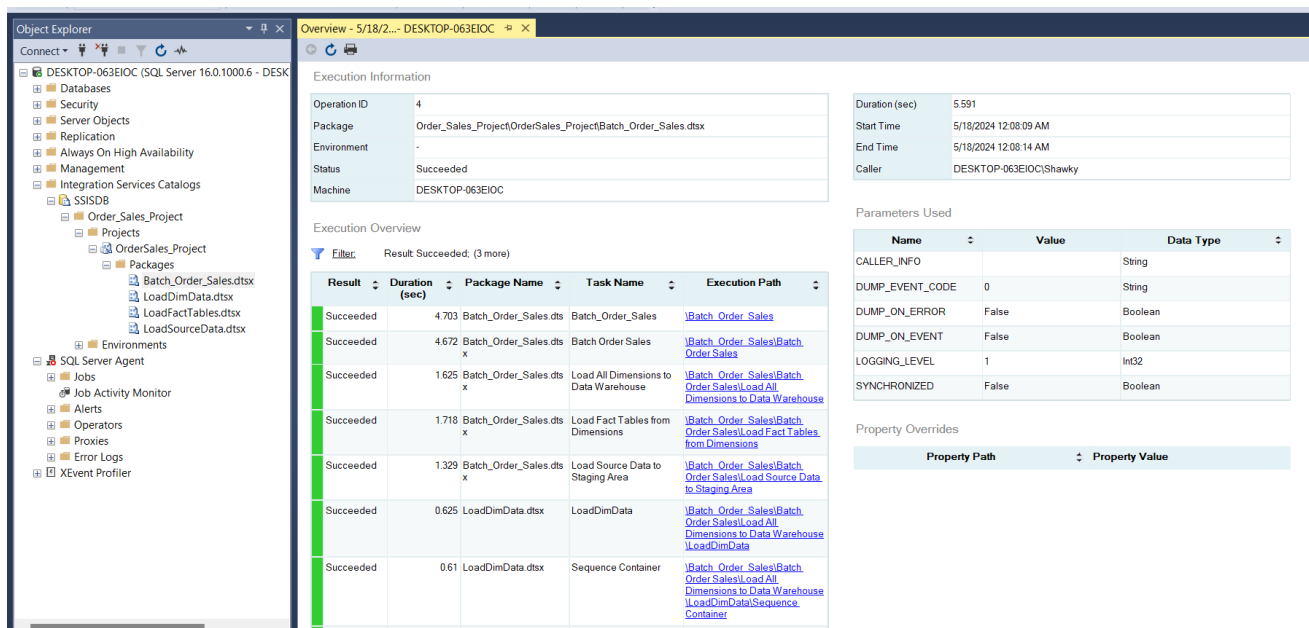 Object Explorer
Connect
DESKTOP-063EIOC (SQL Server 16.0.1000.6 - DESK
Databases
Security
Server Objects
Replication
Always On High Availability
Management
Integration Services Catalogs
SSISDB
Order_Sales_Project
Projects
OrderSales_Project
Packages
Batch_Order_Sales.dtsx
LoadDimData.dtsx
LoadFactTables.dtsx
LoadSourceData.dtsx
Environments
SQL Server Agent
Jobs
Job Activity Monitor
Alerts
Operators
Proxies
Error Logs
XEvent Profiler
Overview - 5/18/2...- DESKTOP-063EIOC
Execution Information
Operation ID 4
Package Order_Sales_Project\OrderSales_Project\Batch_Order_Sales.dtsx
Environment -
Status Succeeded
Machine DESKTOP-063EIOC
Duration (sec) 5.591
Start Time 5/18/2024 12:08:09 AM
End Time 5/18/2024 12:08:14 AM
Caller DESKTOP-063EIOC\Shawky
Execution Overview
Filter: Result: Succeeded; (3 more)
Result Duration Package Name Task Name Execution Path
(sec)
Succeeded 4.703 Batch_Order_Sales.dts Batch_Order_Sales \Batch_Order_Sales
Succeeded 4.672 Batch_Order_Sales.dts Batch Order Sales \Batch_Order_Sales\Batch
x Order Sales
Succeeded 1.625 Batch_Order_Sales.dts Load All Dimensions to \Batch_Order_Sales\Batch
x Data Warehouse Order Sales\Load All
Dimensions to Data Warehouse
Succeeded 1.718 Batch_Order_Sales.dts Load Fact Tables from \Batch_Order_Sales\Batch
x Dimensions Order Sales\Load Fact Tables
from Dimensions
Succeeded 1.329 Batch_Order_Sales.dts Load Source Data to \Batch_Order_Sales\Batch
x Staging Area Order Sales\Load Source Data
to Staging Area
Succeeded 0.625 LoadDimData.dtsx LoadDimData \Batch_Order_Sales\Batch
Order Sales\Load All
Dimensions to Data Warehouse
\LoadDimData
Succeeded 0.61 LoadDimData.dtsx Sequence Container \Batch_Order_Sales\Batch
Order Sales\Load All
Dimensions to Data Warehouse
\LoadDimData\Sequence
Container
Parameters Used
Name Value Data Type
CALLER_INFO String
DUMP_EVENT_CODE 0 String
DUMP_ON_ERROR False Boolean
DUMP_ON_EVENT False Boolean
LOGGING_LEVEL 1 Int32
SYNCHRONIZED False Boolean
Property Overrides
Property Path Property Value